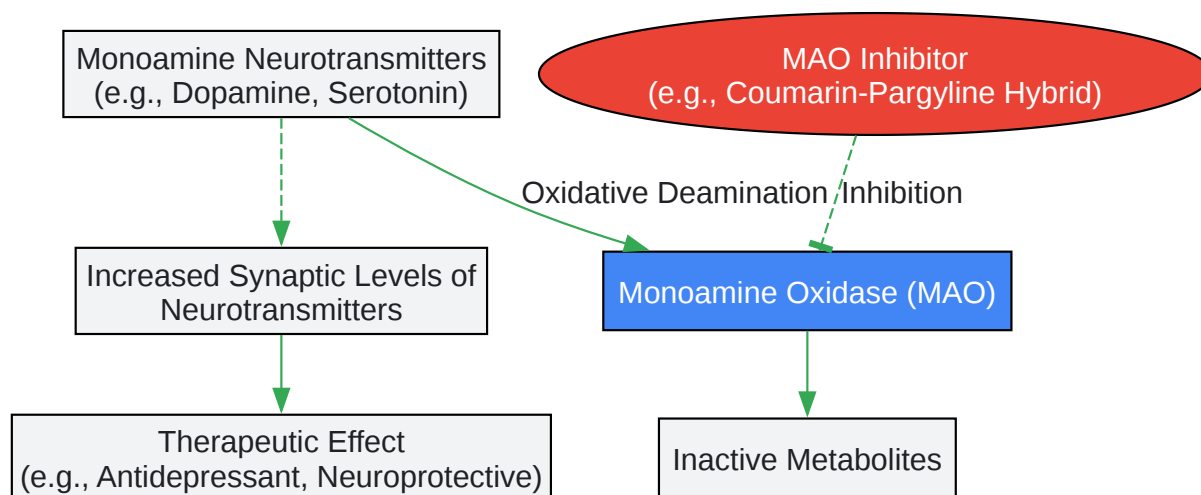 Monoamine Neurotransmitters
(e.g., Dopamine, Serotonin)
MAO Inhibitor
(e.g., Coumarin-Pargyline Hybrid)
Oxidative Deamination
Inhibition
Increased Synaptic Levels of
Neurotransmitters
Monoamine Oxidase (MAO)
Therapeutic Effect
(e.g., Antidepressant, Neuroprotective)
Inactive Metabolites